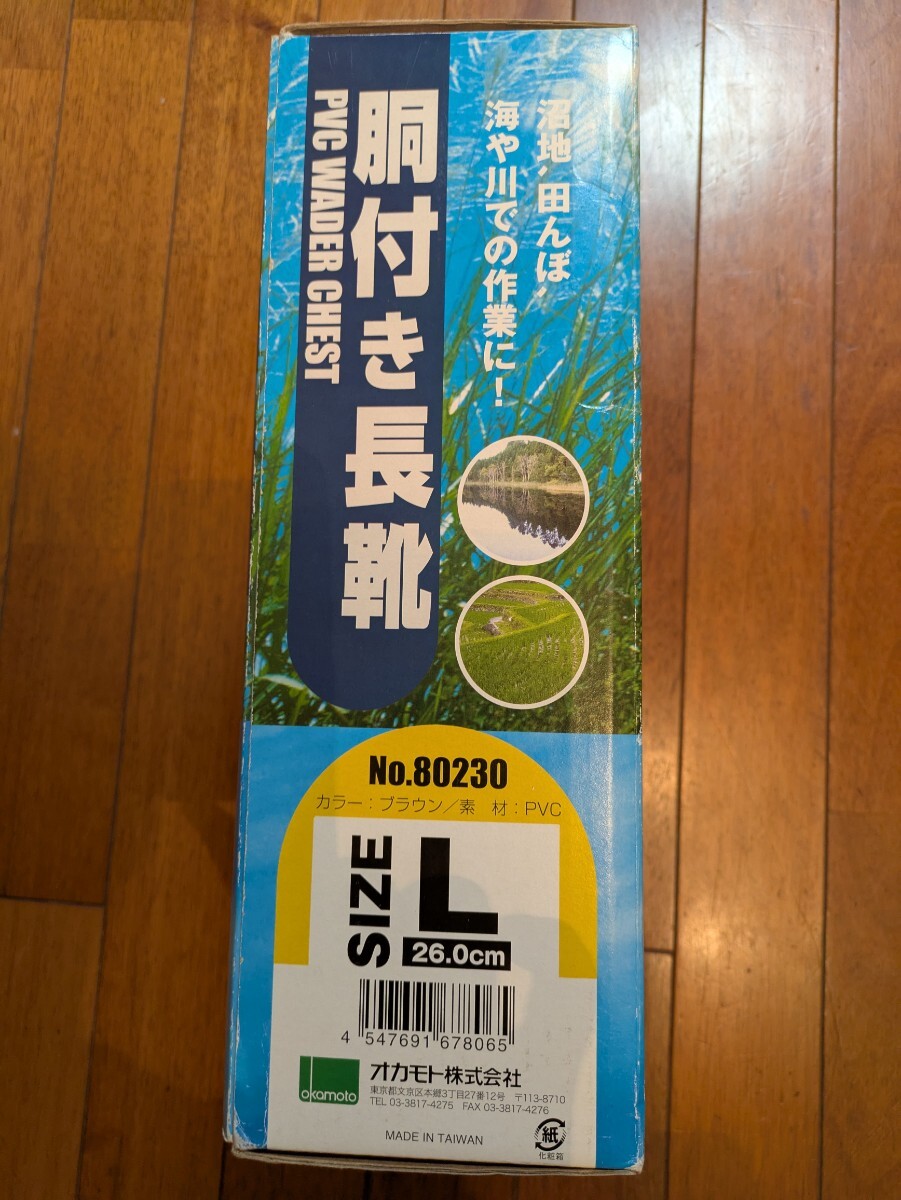 沼地、田んぼ、
海や川での作業に!
胴付き長靴
PVC WADER CHEST
No.80230
カラー:ブラウン/素 材:PVC
SIZE
L
26.0cm
4 547691 678065
okamoto
オカモト株式会社
東京都文京区本郷3丁目27番12号 〒113-8710
TEL 03-3817-4275 FAX 03-3817-4276
MADE IN TAIWAN
紙
化粧箱